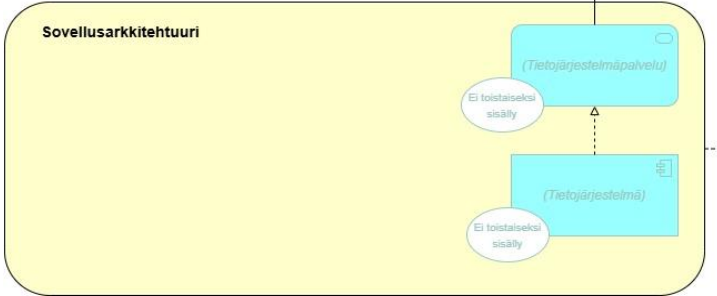 Sovellusarkkitehtuuri
(Tietojärjestelmäpalvelu)
Ei toistaiseksi
sisälly
(Tietojärjestelmä)
Ei toistaiseksi
sisälly